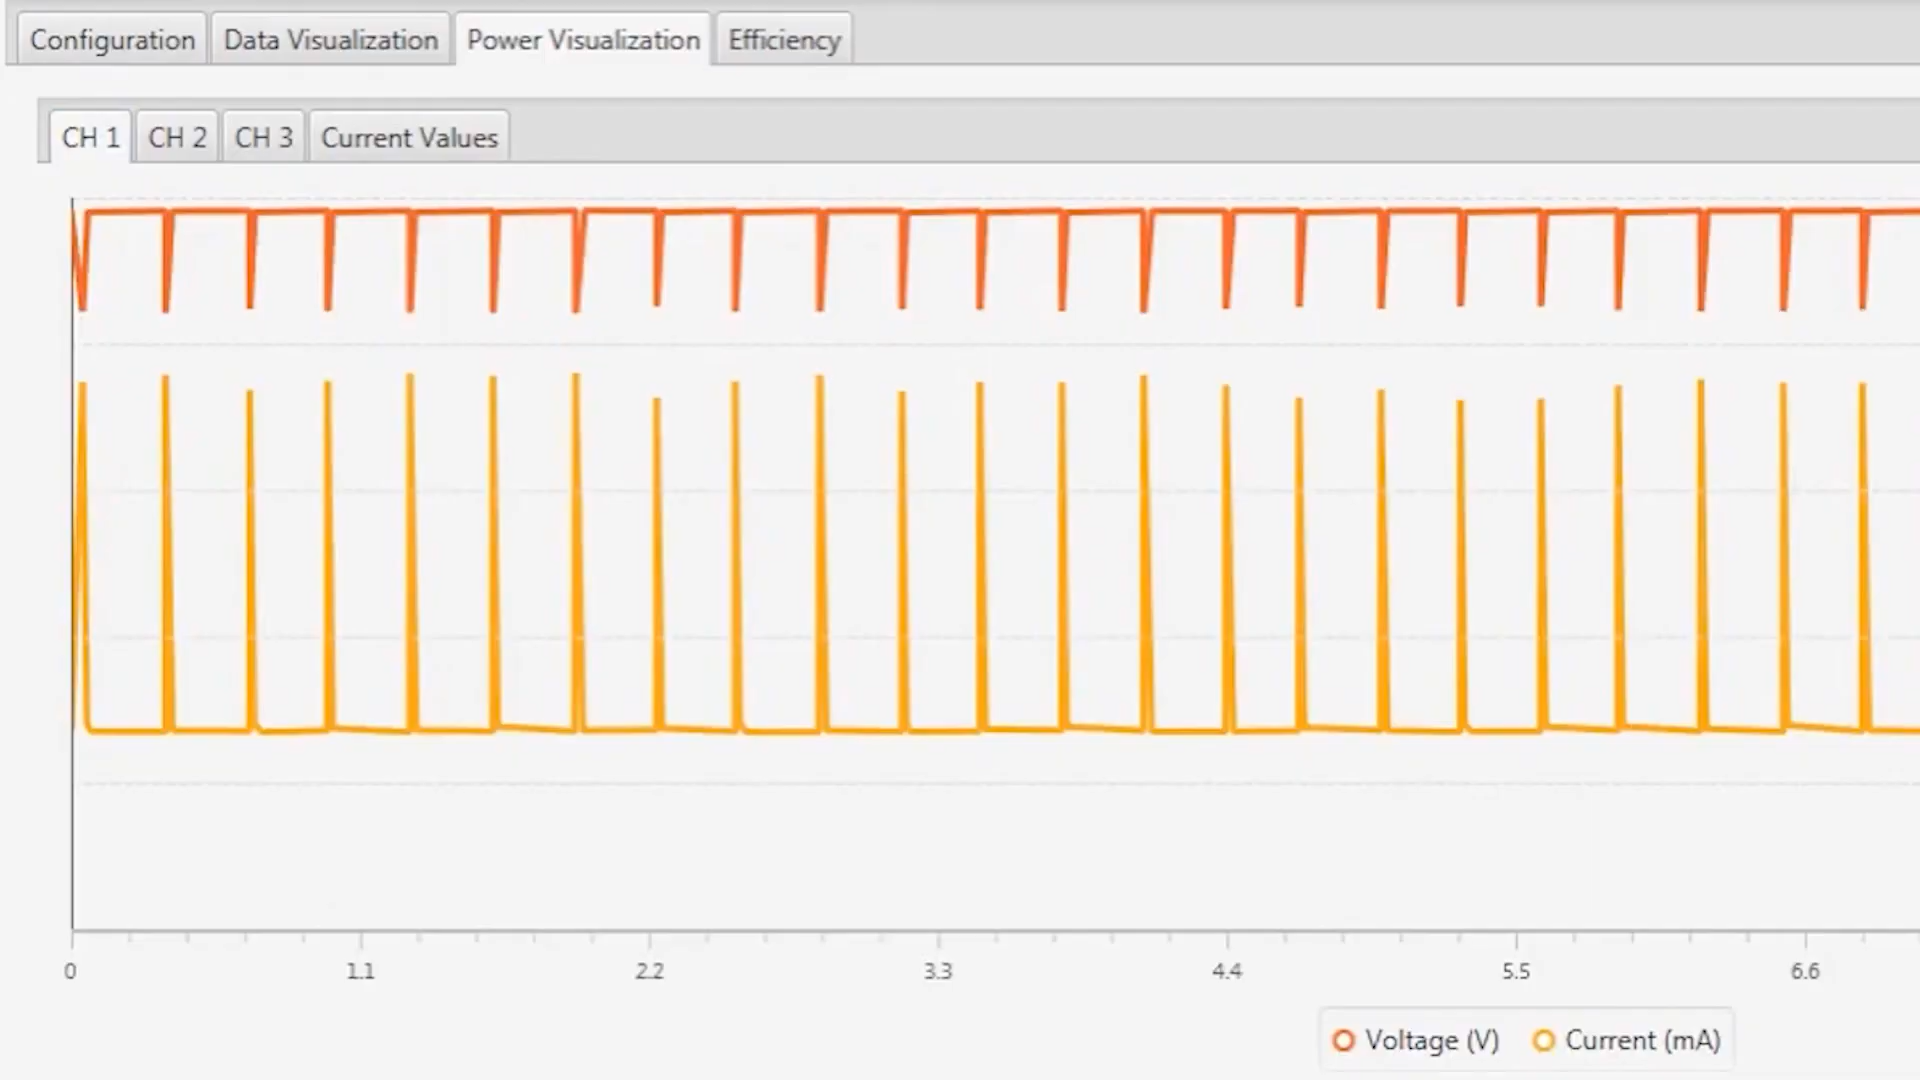 Configuration Data Visualization Power Visualization Efficiency
CH 1 CH 2 CH 3 Current Values
0 1.1 2.2 3.3 4.4 5.5 6.6
Voltage (V) Current (mA)